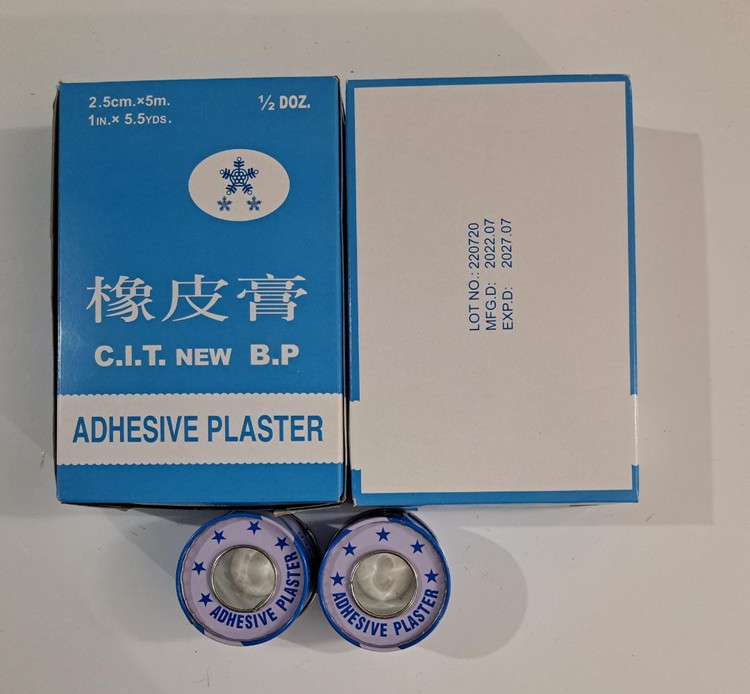 2.5cm.×5m.
1IN.× 5.5YDS.
½ DOZ.
橡皮膏
C.I.T. NEW B.P
ADHESIVE PLASTER
LOT NO.: 220720
MFG.D: 2022.07
EXP.D: 2027.07
ADHESIVE PLASTER
ADHESIVE PLASTER